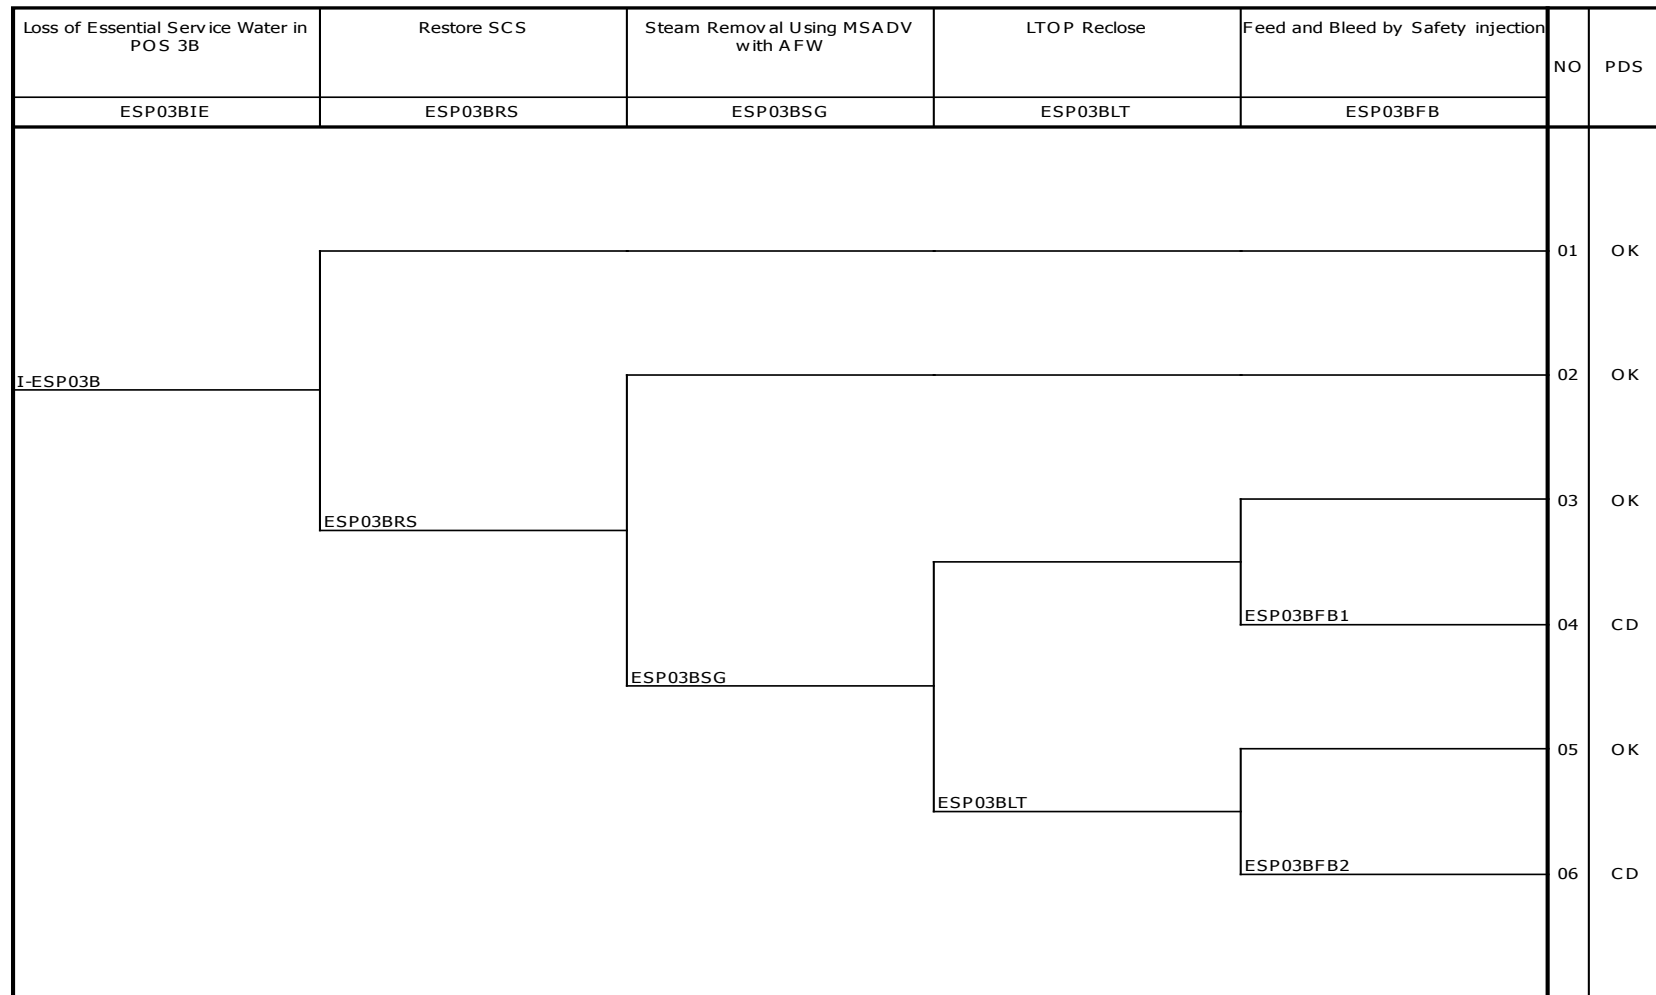 Loss of Essential Service Water in
POS 3B
Restore SCS
Steam Removal Using MSADV
with AFW
LTOP Reclose
Feed and Bleed by Safety injection
NO
PDS
ESP03BIE
ESP03BRS
ESP03BSG
ESP03BLT
ESP03BFB
01
OK
I-ESP03B
02
OK
03
OK
ESP03BRS
ESP03BFB1
04
CD
ESP03BSG
05
OK
ESP03BLT
ESP03BFB2
06
CD